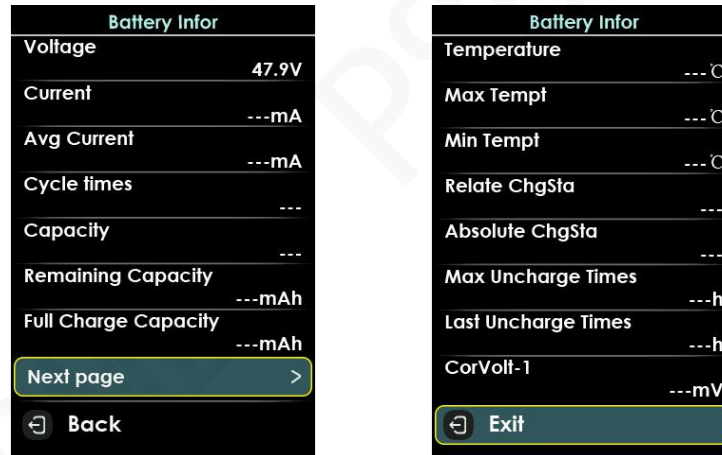 Battery Infor
Voltage
47.9V
Current
---mA
Avg Current
---mA
Cycle times
---
Capacity
---
Remaining Capacity
---mAh
Full Charge Capacity
---mAh
Next page >
Back
Battery Infor
Temperature
---℃
Max Tempt
---℃
Min Tempt
---℃
Relate ChgSta
---
Absolute ChgSta
---
Max Uncharge Times
---h
Last Uncharge Times
---h
CorVolt-1
---mV
Exit